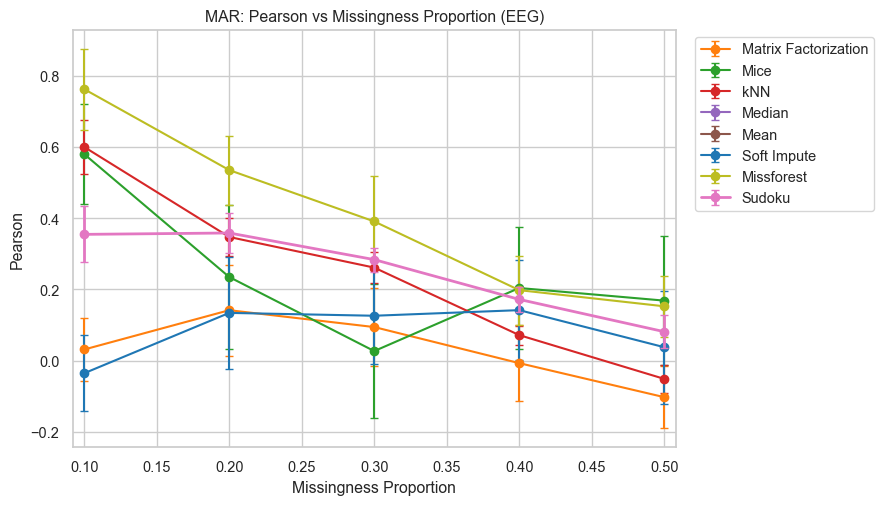 MAR: Pearson vs Missingness Proportion (EEG)
Pearson
0.8
0.6
0.4
0.2
0.0
−0.2
0.10
0.15
0.20
0.25
0.30
0.35
0.40
0.45
0.50
Missingness Proportion
Matrix Factorization
Mice
kNN
Median
Mean
Soft Impute
Missforest
Sudoku